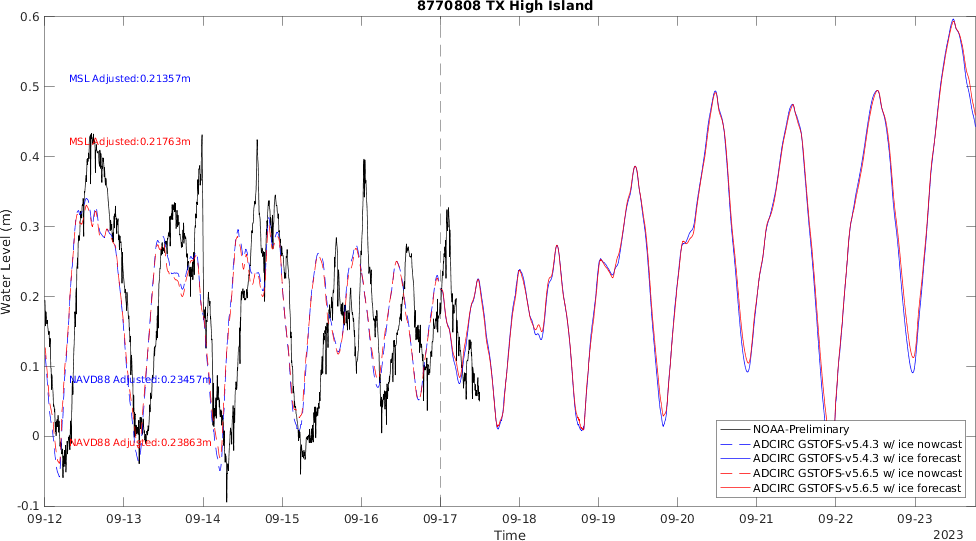 8770808 TX High Island
0.6
0.5
0.4
0.3
0.2
0.1
0
-0.1
Water Level (m)
MSL Adjusted:0.21357m
MSL Adjusted:0.21763m
NAVD88 Adjusted:0.23457m
NAVD88 Adjusted:0.23863m
NOAA-Preliminary
ADCIRC GSTOFS-v5.4.3 w/ ice nowcast
ADCIRC GSTOFS-v5.4.3 w/ ice forecast
ADCIRC GSTOFS-v5.6.5 w/ ice nowcast
ADCIRC GSTOFS-v5.6.5 w/ ice forecast
09-12 09-13 09-14 09-15 09-16 09-17 09-18 09-19 09-20 09-21 09-22 09-23
Time
2023